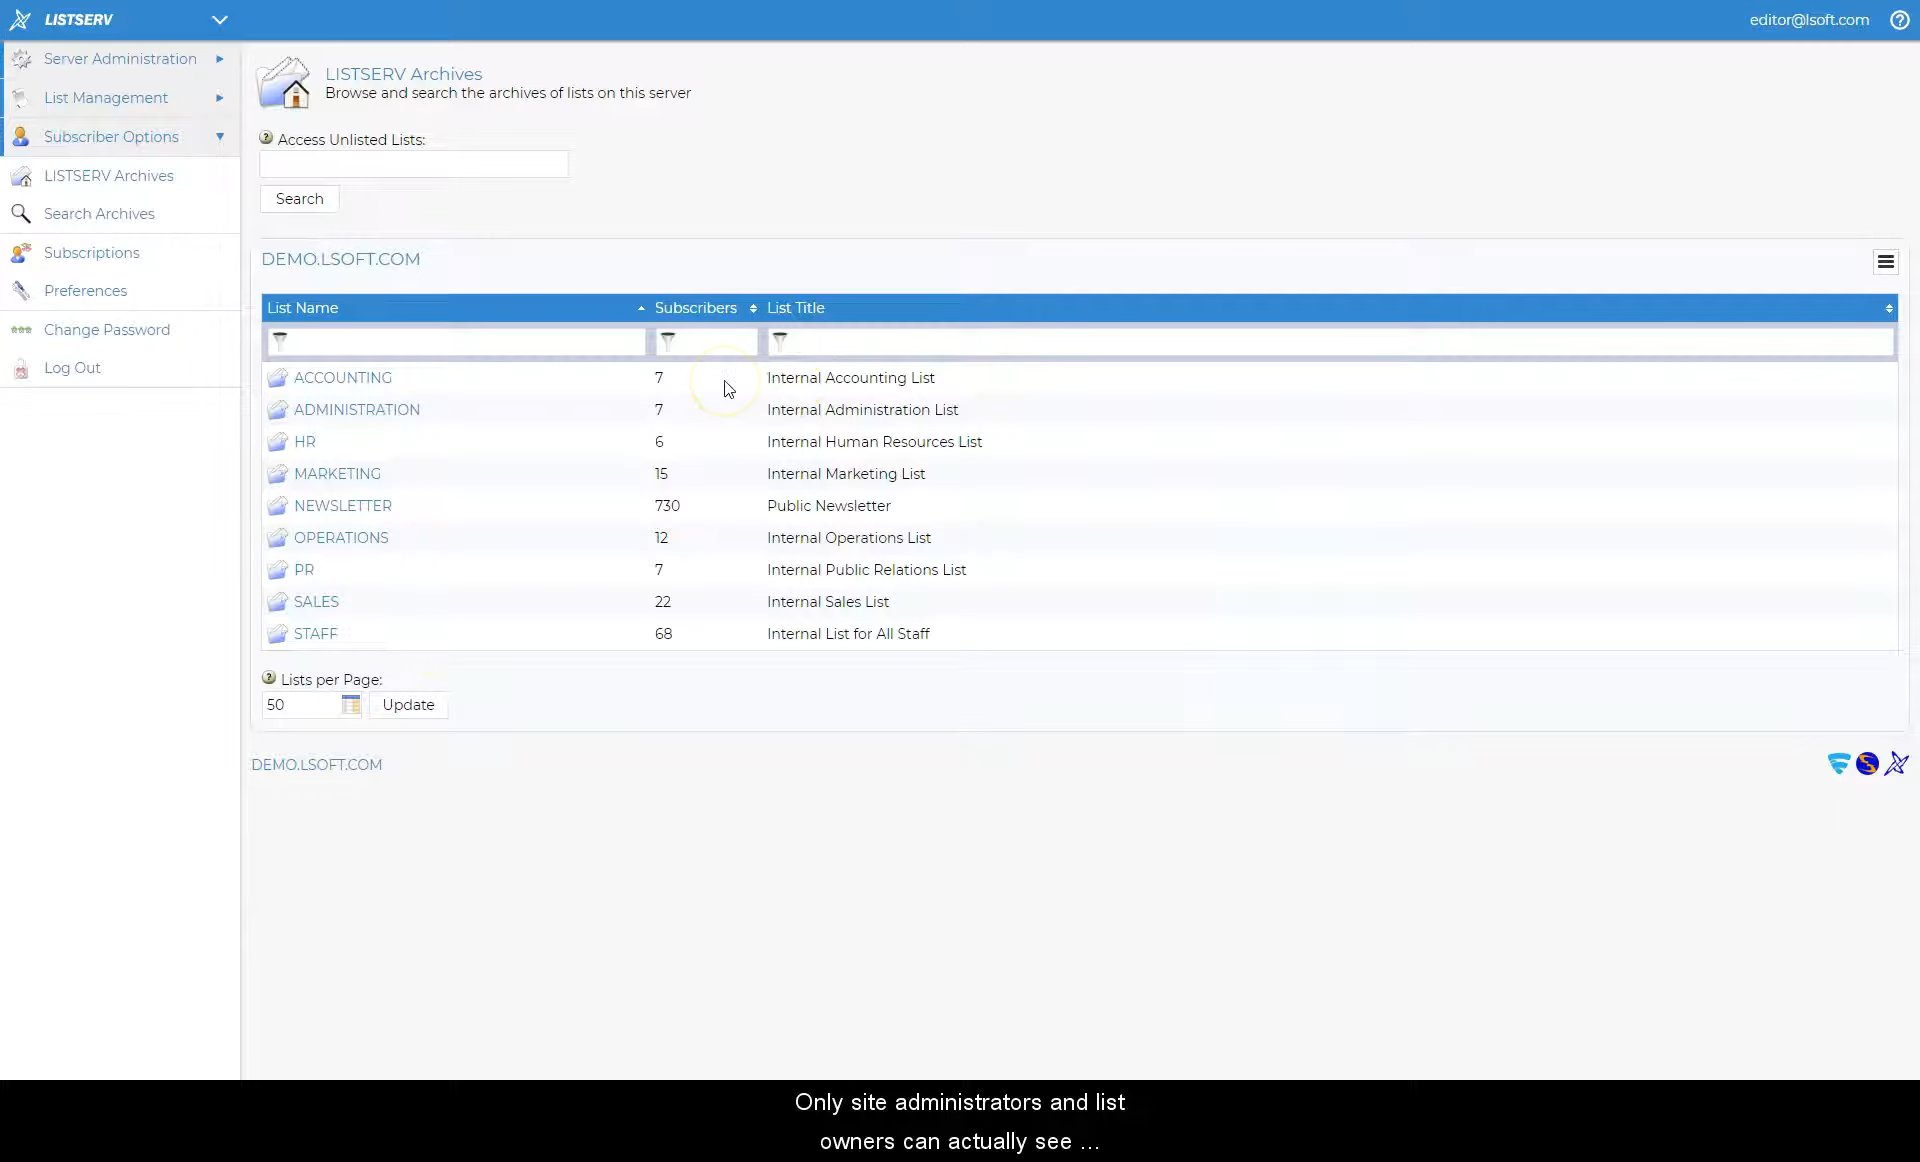 LISTSERV
editor@lsoft.com
Server Administration
List Management
Subscriber Options
LISTSERV Archives
Search Archives
Subscriptions
Preferences
Change Password
Log Out
LISTSERV Archives
Browse and search the archives of lists on this server
Access Unlisted Lists:
Search
DEMO.LSOFT.COM
List Name Subscribers List Title
ACCOUNTING 7 Internal Accounting List
ADMINISTRATION 7 Internal Administration List
HR 6 Internal Human Resources List
MARKETING 15 Internal Marketing List
NEWSLETTER 730 Public Newsletter
OPERATIONS 12 Internal Operations List
PR 7 Internal Public Relations List
SALES 22 Internal Sales List
STAFF 68 Internal List for All Staff
Lists per Page:
50 Update
DEMO.LSOFT.COM
Only site administrators and list
owners can actually see ...